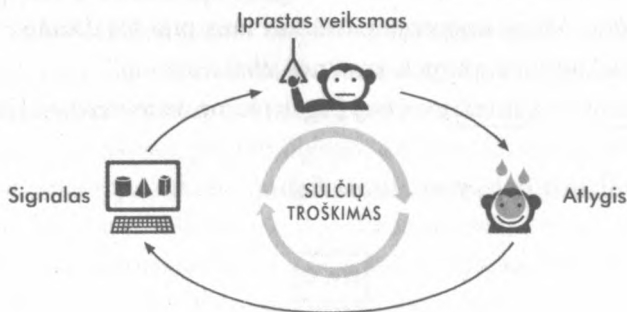 Įprastas veiksmas
Signalas
SULČIŲ
TROŠKIMAS
Atlygis